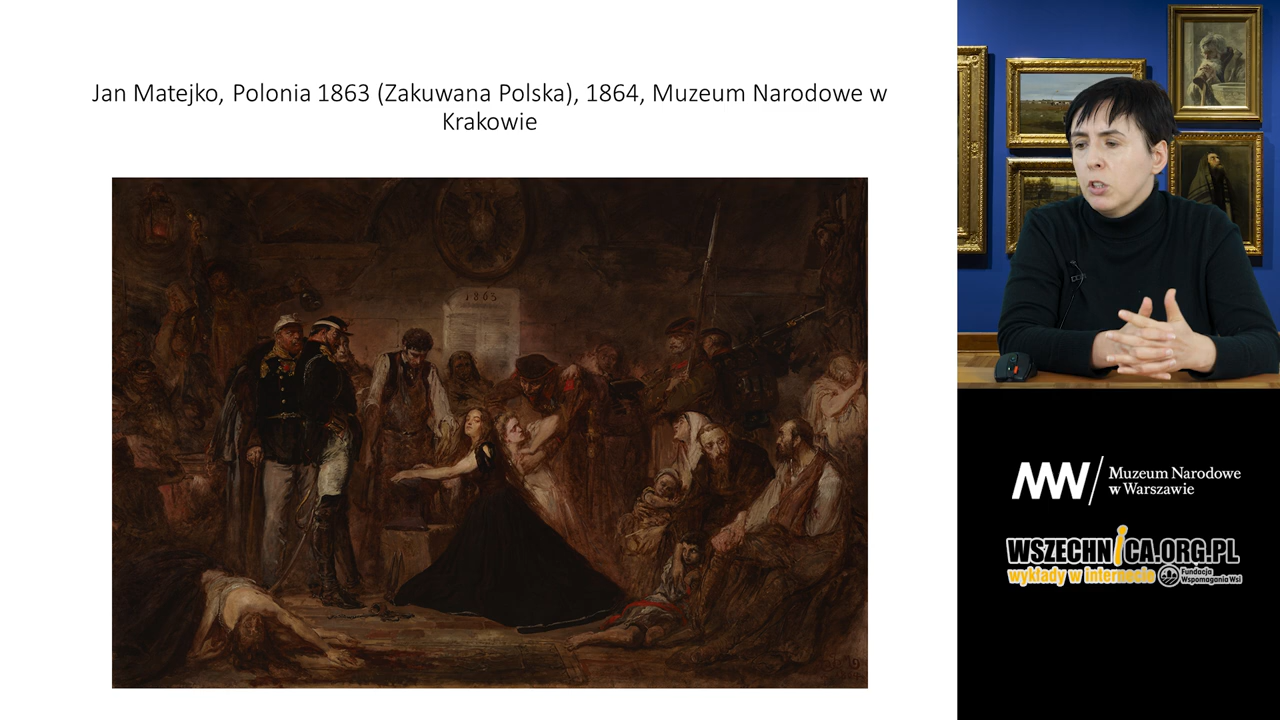 Jan Matejko, Polonia 1863 (Zakuwana Polska), 1864, Muzeum Narodowe w
Krakowie
1863
MNW
Muzeum Narodowe
w Warszawie
WSZECHNiCA.ORG.PL
wykłady w internecie
Fundacja
Wspomagania Wsi